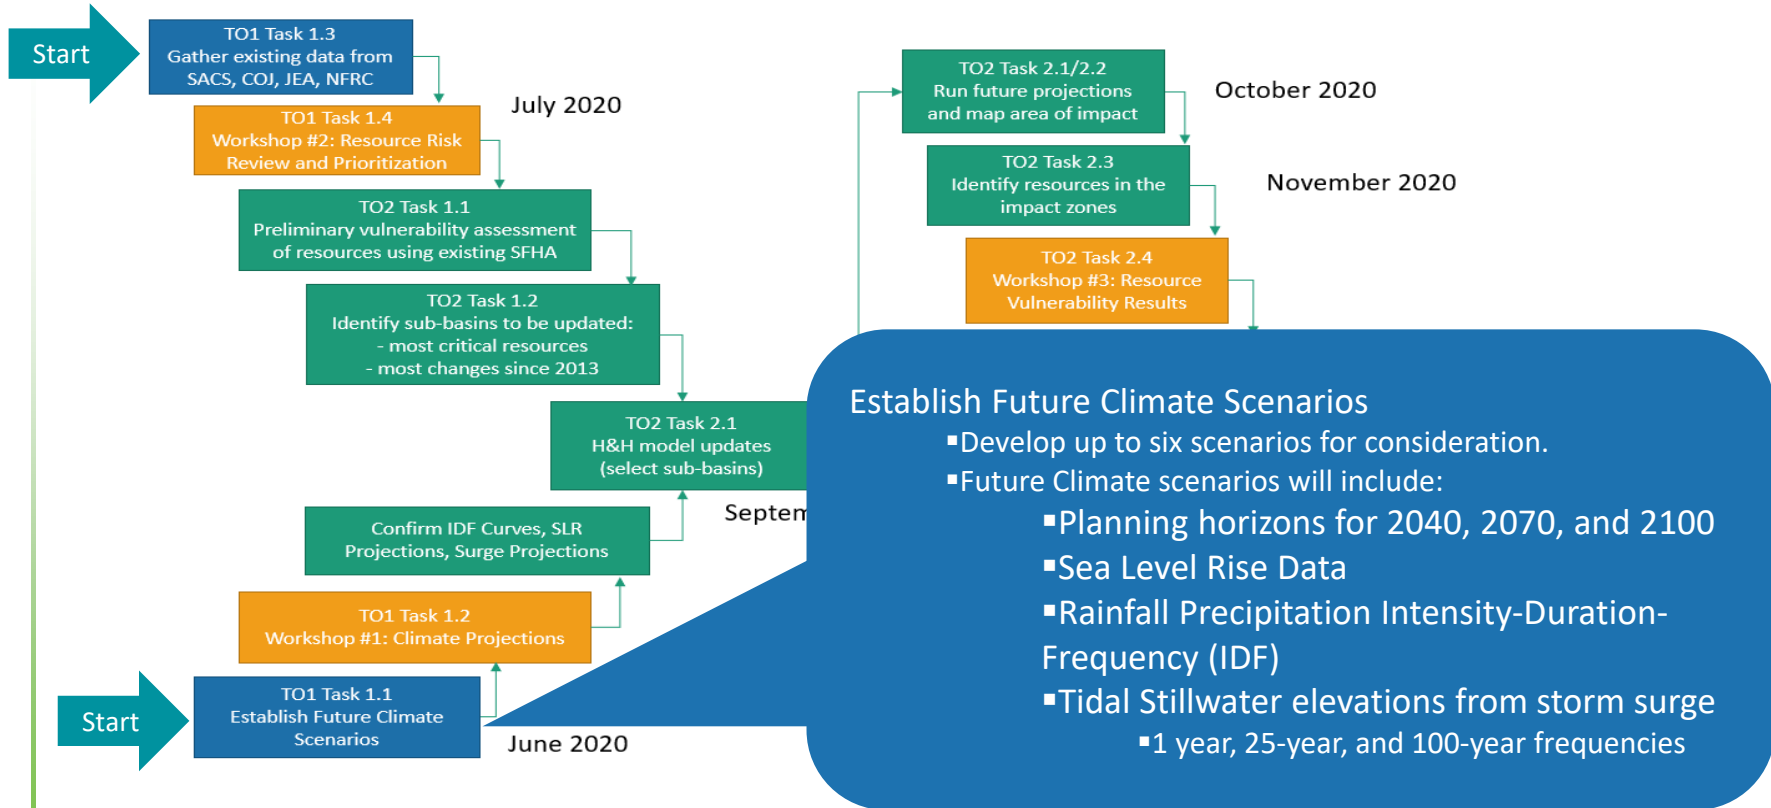 Start
TO1 Task 1.3
Gather existing data from
SACS, COJ, JEA, NFRC
July 2020
TO1 Task 1.4
Workshop #2: Resource Risk
Review and Prioritization
TO2 Task 1.1
Preliminary vulnerability assessment
of resources using existing SFHA
TO2 Task 1.2
Identify sub-basins to be updated:
- most critical resources
- most changes since 2013
TO2 Task 2.1
H&H model updates
(select sub-basins)
Septem
Confirm IDF Curves, SLR
Projections, Surge Projections
TO1 Task 1.2
Workshop #1: Climate Projections
Start
TO1 Task 1.1
Establish Future Climate
Scenarios
June 2020
TO2 Task 2.1/2.2
Run future projections
and map area of impact
October 2020
TO2 Task 2.3
Identify resources in the
impact zones
November 2020
TO2 Task 2.4
Workshop #3: Resource
Vulnerability Results
Establish Future Climate Scenarios
▪Develop up to six scenarios for consideration.
▪Future Climate scenarios will include:
▪Planning horizons for 2040, 2070, and 2100
▪Sea Level Rise Data
▪Rainfall Precipitation Intensity-Duration-
Frequency (IDF)
▪Tidal Stillwater elevations from storm surge
▪1 year, 25-year, and 100-year frequencies